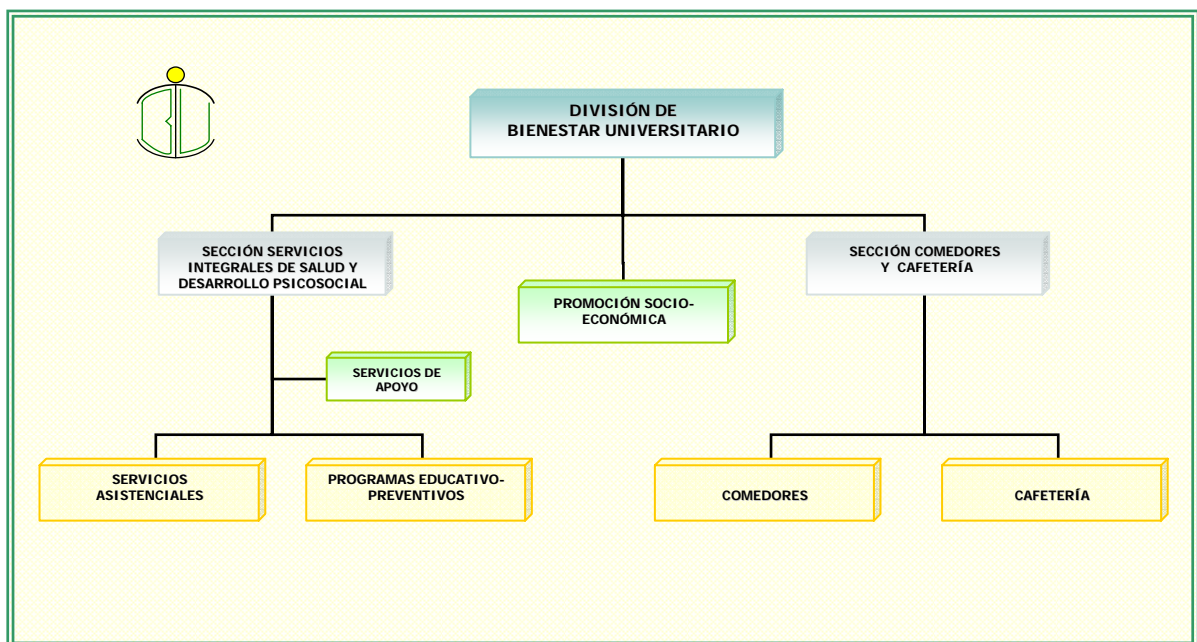 DIVISIÓN DE
BIENESTAR UNIVERSITARIO
SECCIÓN SERVICIOS
INTEGRALES DE SALUD Y
DESARROLLO PSICOSOCIAL
PROMOCIÓN SOCIO-
ECONÓMICA
SECCIÓN COMEDORES
Y CAFETERÍA
SERVICIOS DE
APOYO
SERVICIOS
ASISTENCIALES
PROGRAMAS EDUCATIVO-
PREVENTIVOS
COMEDORES
CAFETERÍA